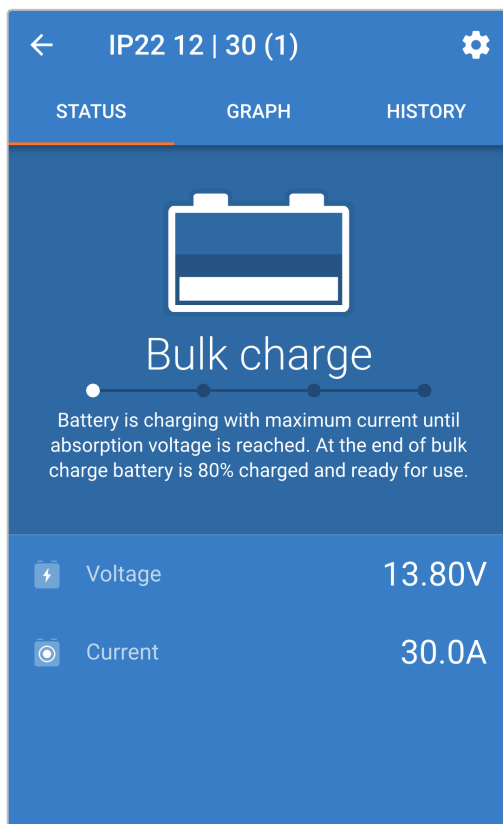 IP22 12 | 30 (1)
STATUS GRAPH HISTORY
Bulk charge
Battery is charging with maximum current until
absorption voltage is reached. At the end of bulk
charge battery is 80% charged and ready for use.
Voltage 13.80V
Current 30.0A